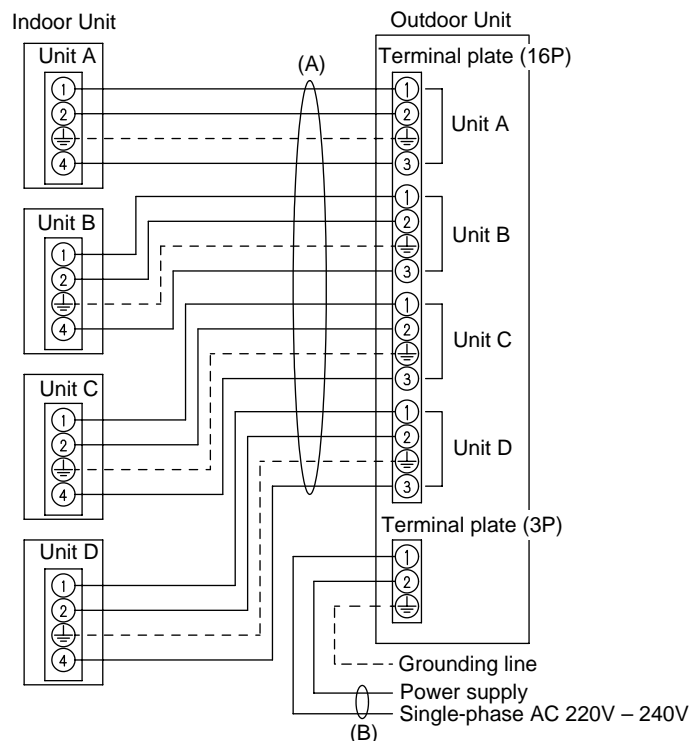 Indoor Unit
Outdoor Unit
Unit A
1
2
4
(A)
Terminal plate (16P)
1
2
3
Unit A
Unit B
1
2
4
1
2
3
Unit B
Unit C
1
2
4
1
2
3
Unit C
Unit D
1
2
4
1
2
3
Unit D
Terminal plate (3P)
1
2
Grounding line
Power supply
Single-phase AC 220V – 240V
(B)